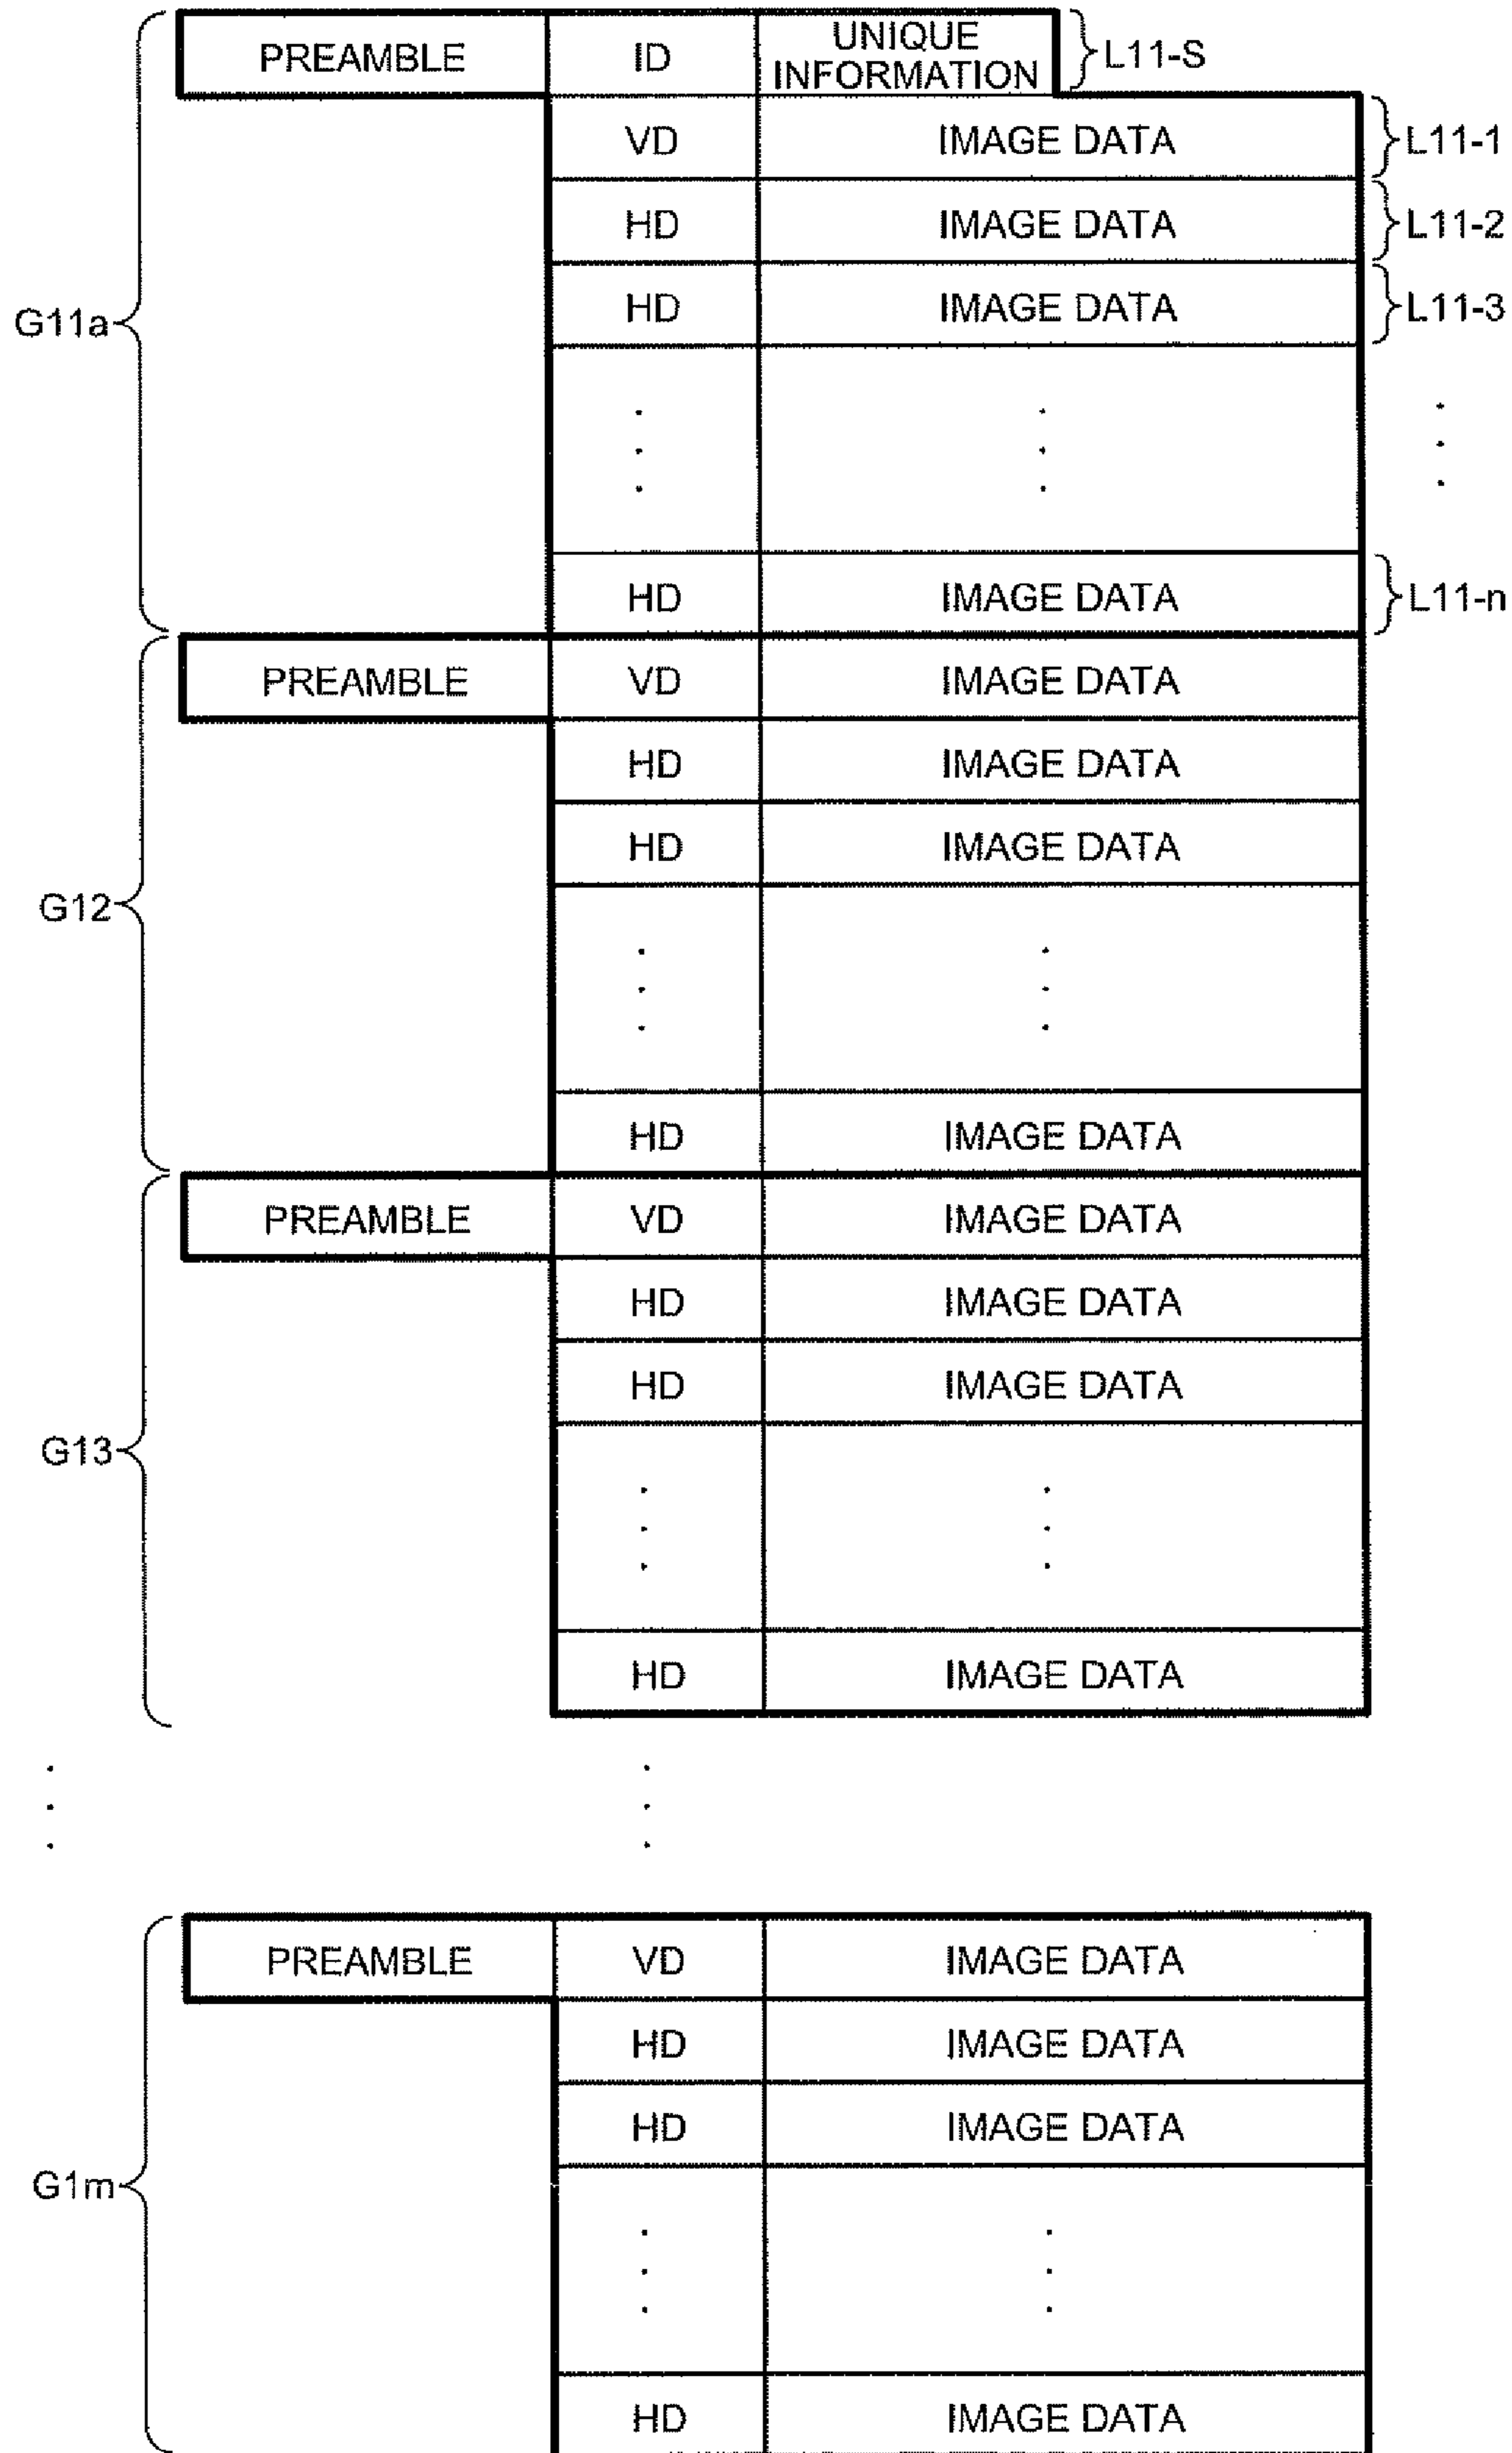 PREAMBLE ID UNIQUE INFORMATION L11-S
VD IMAGE DATA L11-1
HD IMAGE DATA L11-2
G11a HD IMAGE DATA L11-3
HD IMAGE DATA L11-n
PREAMBLE VD IMAGE DATA
HD IMAGE DATA
HD IMAGE DATA
G12
HD IMAGE DATA
PREAMBLE VD IMAGE DATA
HD IMAGE DATA
HD IMAGE DATA
G13
HD IMAGE DATA
PREAMBLE VD IMAGE DATA
HD IMAGE DATA
HD IMAGE DATA
G1m
HD IMAGE DATA